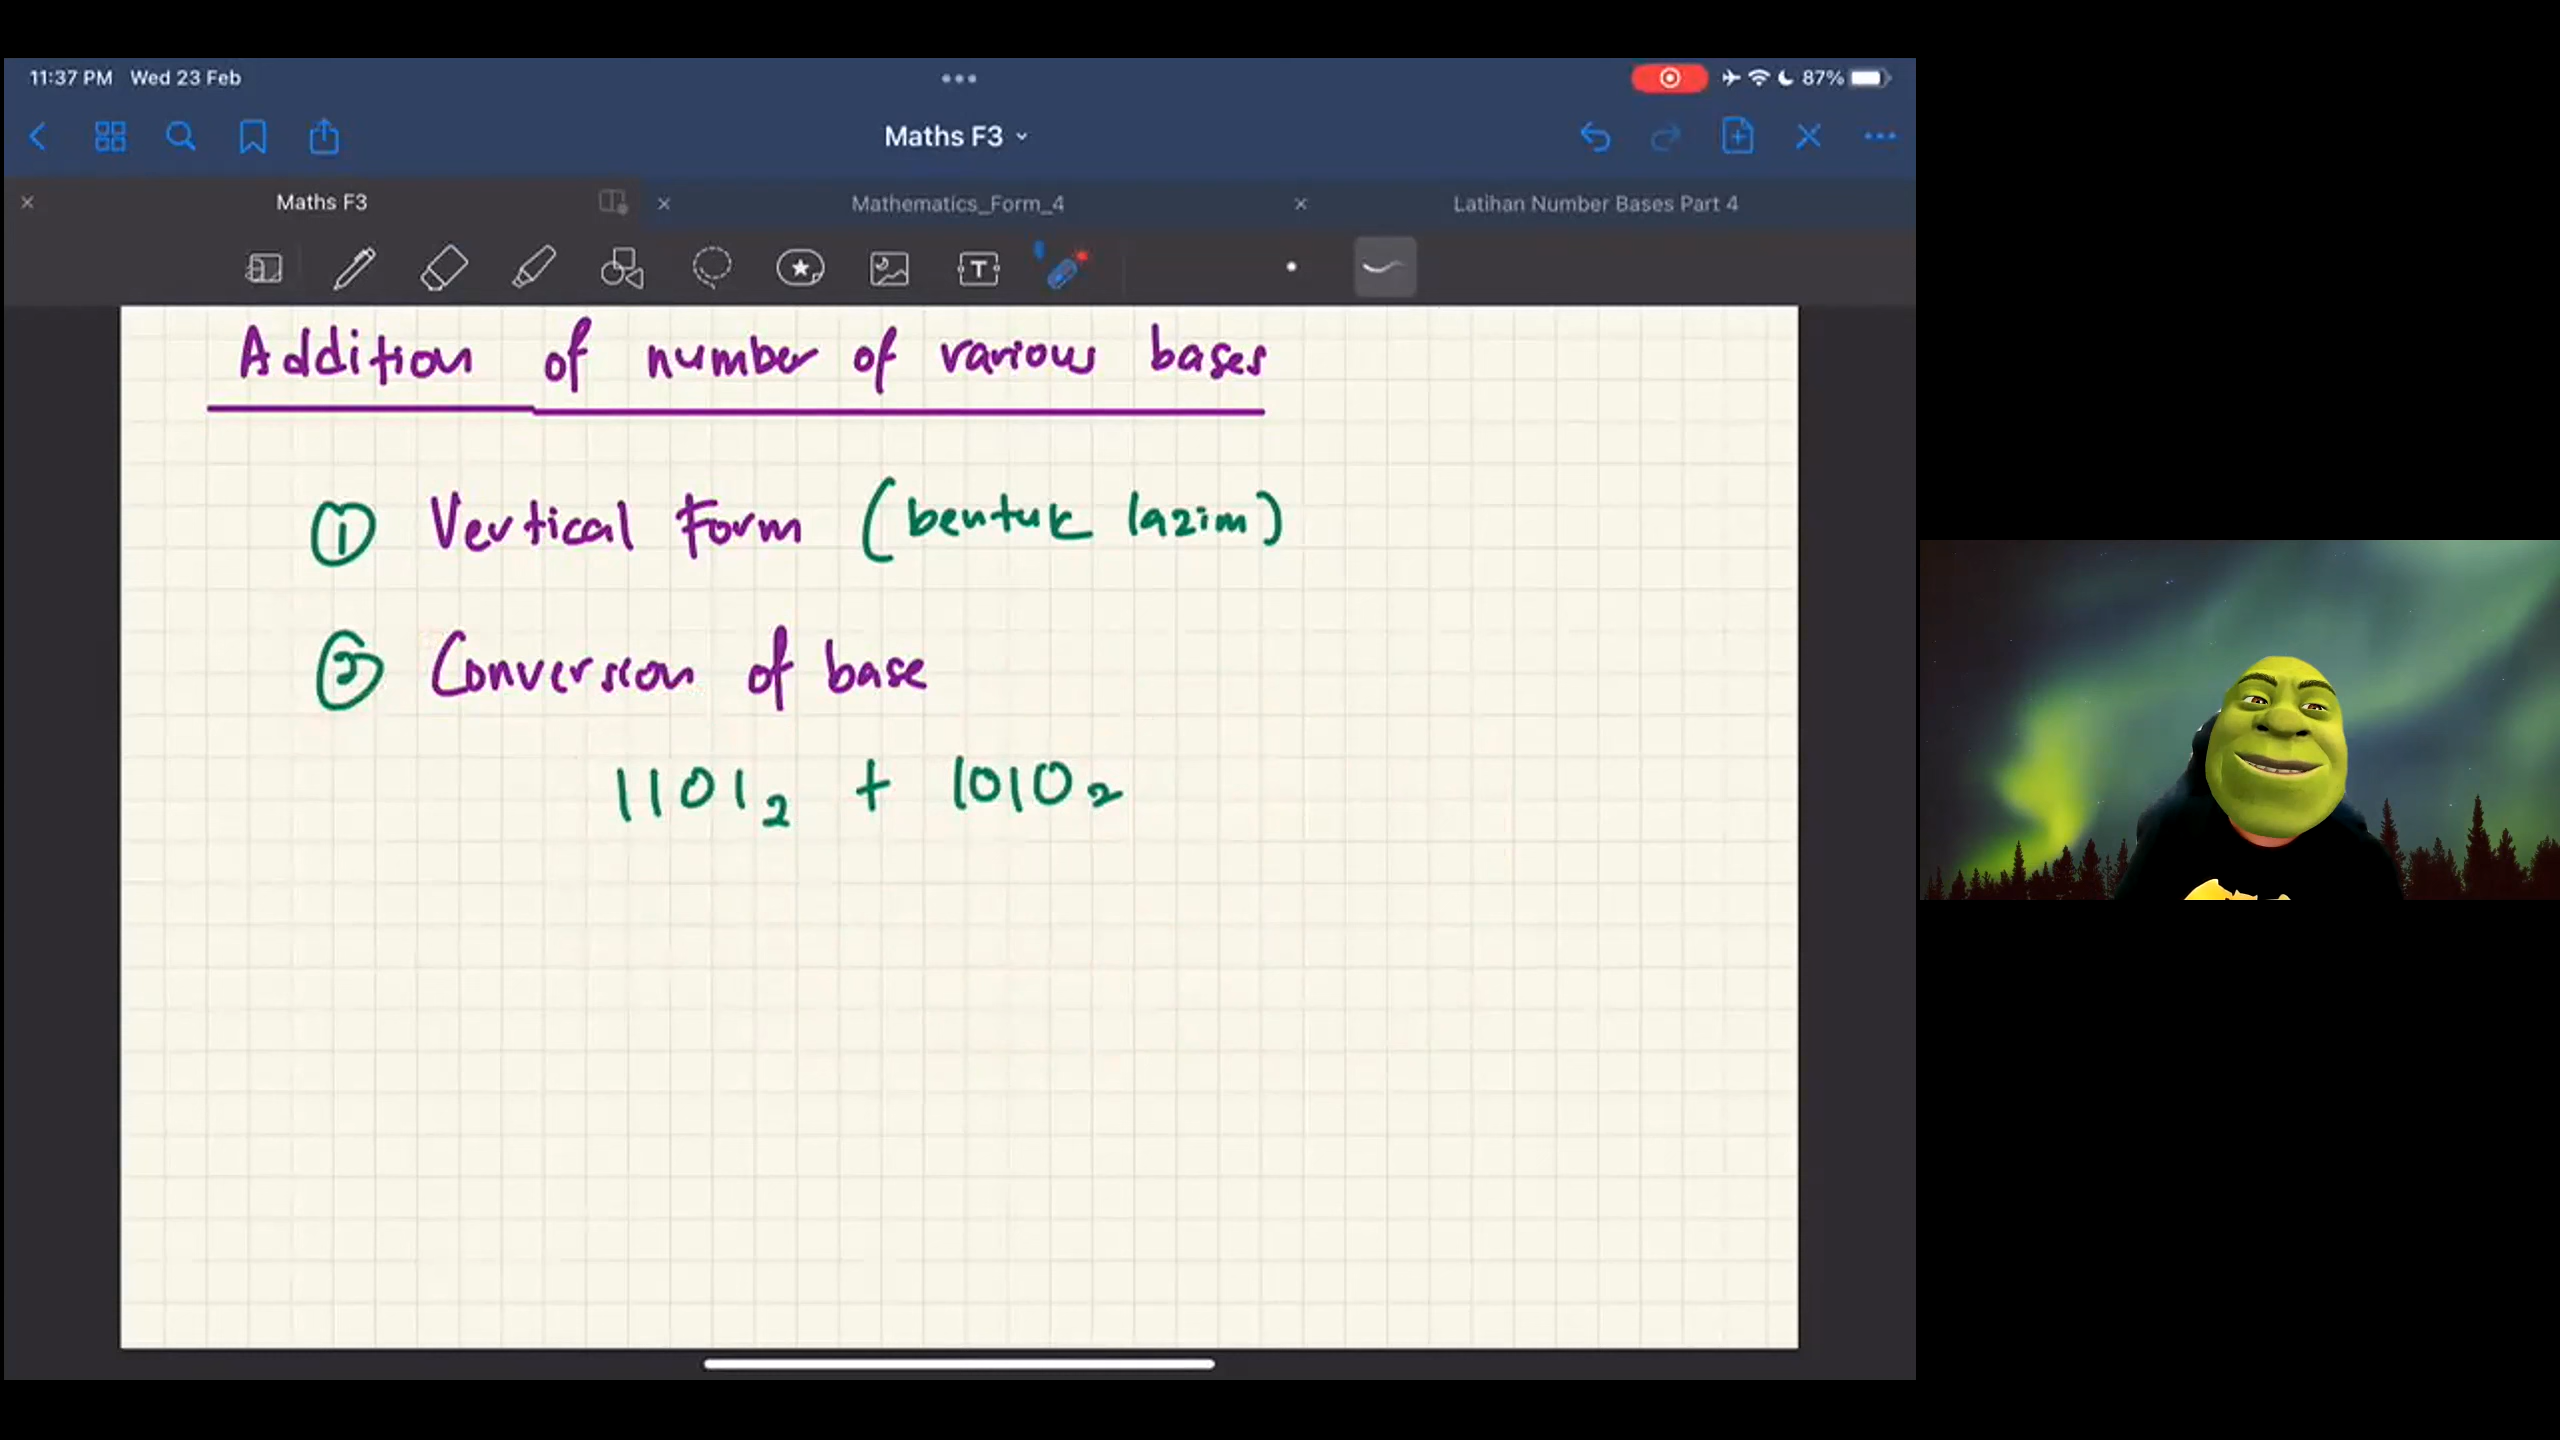 11:37 PM Wed 23 Feb
87%
Maths F3
Maths F3
Mathematics_Form_4
Latihan Number Bases Part 4
T
Addition of number of various bases
1 Vertical Form (bentuk lazim)
2 Conversion of base
1101₂ + 1010₂